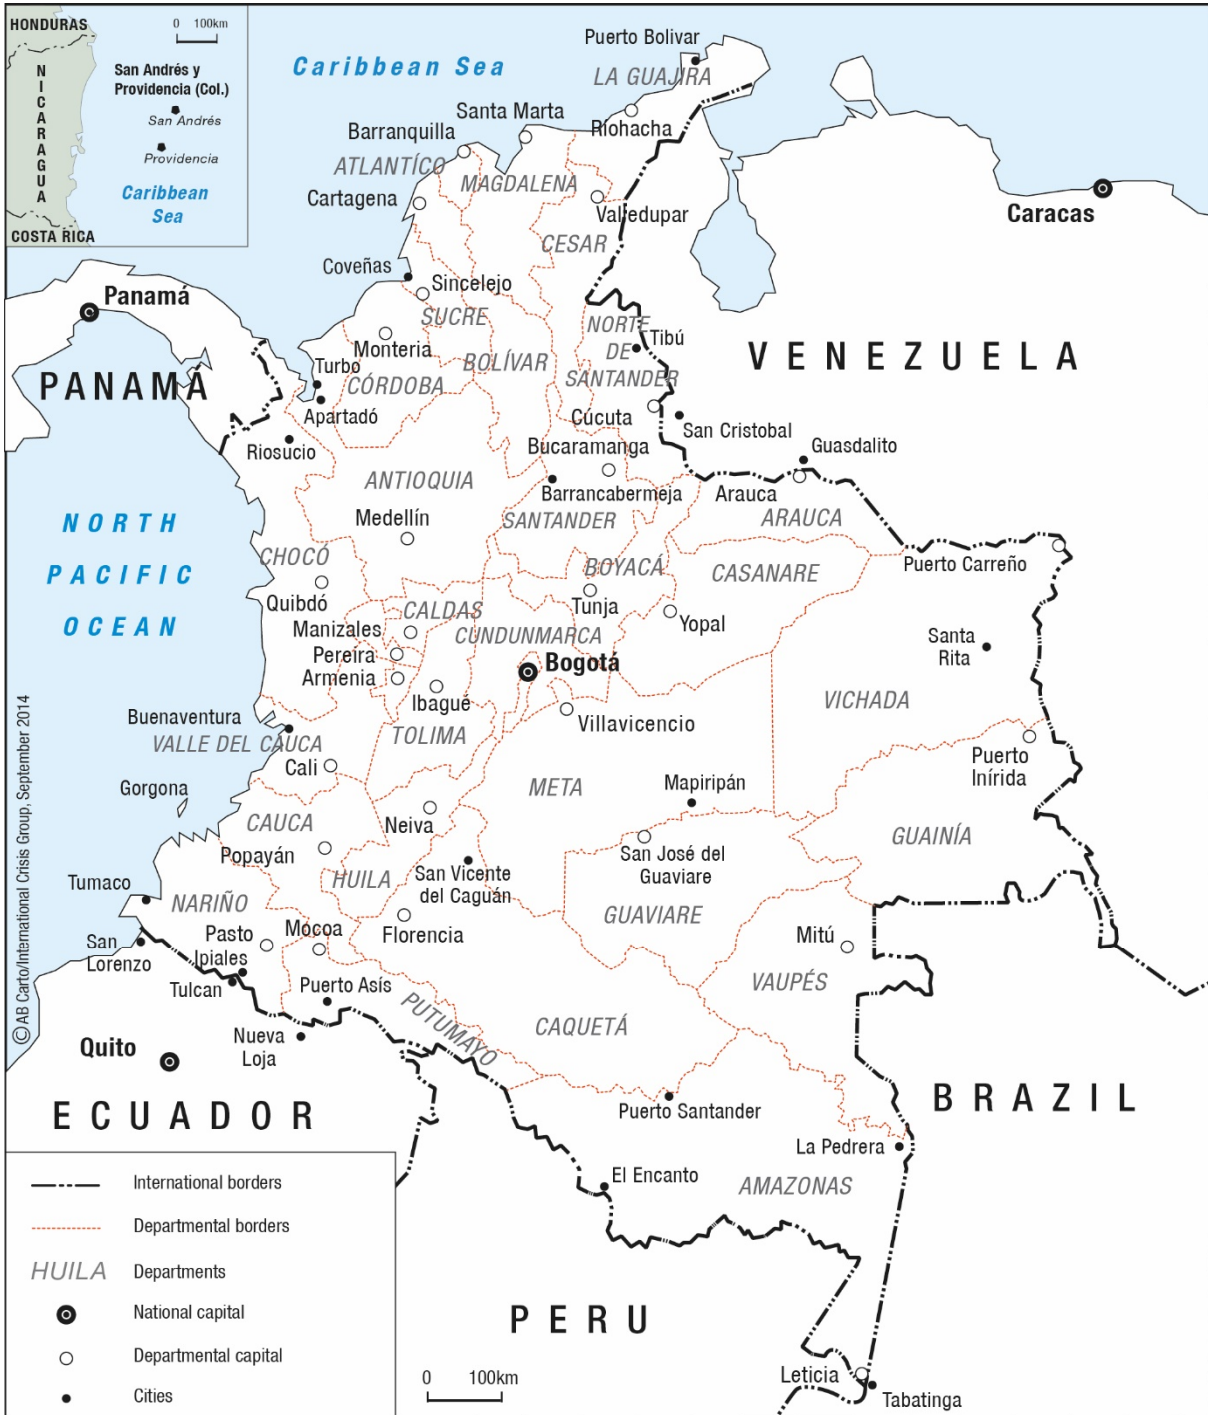 HONDURAS
NICARAGUA
COSTA RICA
0 100km
San Andrés y
Providencia (Col.)
San Andrés
Providencia
Caribbean
Sea
Caribbean Sea
Puerto Bolivar
LA GUAJIRA
Santa Marta
Ríohacha
Barranquilla
ATLANTÍCO
MAGDALENA
Cartagena
Valledupar
Caracas
CESAR
Coveñas
Sincelejo
Panamá
SUCRE
NORTE
DE
SANTANDER
Tibú
Monteria
BOLÍVAR
VENEZUELA
Turbo
PANAMÁ
CÓRDOBA
Apartadó
Cúcuta
San Cristobal
Riosucio
Bucaramanga
Guasdalito
ANTIOQUIA
Barrancabermeja
Arauca
Medellín
SANTANDER
ARAUCA
NORTH
PACIFIC
OCEAN
CHOCÓ
BOYACÁ
CASANARE
Puerto Carreño
Quibdó
CALDAS
Tunja
Yopal
Manizales
CUNDUNMARCA
Santa
Rita
Pereira
Bogotá
Armenia
Ibagué
VICHADA
Buenaventura
Villavicencio
VALLE DEL CAUCA
TOLIMA
Puerto
Inírida
Cali
META
Mapiripán
Gorgona
CAUCA
Neiva
GUAINÍA
Popayán
San José del
Guaviare
HUILA
San Vicente
del Caguán
Tumaco
NARIÑO
GUAVIARE
Mocoa
Florencia
Mitú
Pasto
San
Lorenzo
Ipiales
VAUPÉS
Tulcan
Puerto Asís
PUTUMAYO
CAQUETÁ
Nueva
Loja
Quito
ECUADOR
Puerto Santander
BRAZIL
La Pedrera
El Encanto
AMAZONAS
PERU
Leticia
Tabatinga
International borders
Departmental borders
HUILA Departments
National capital
Departmental capital
Cities
0 100km
©AB Carto/International Crisis Group, September 2014